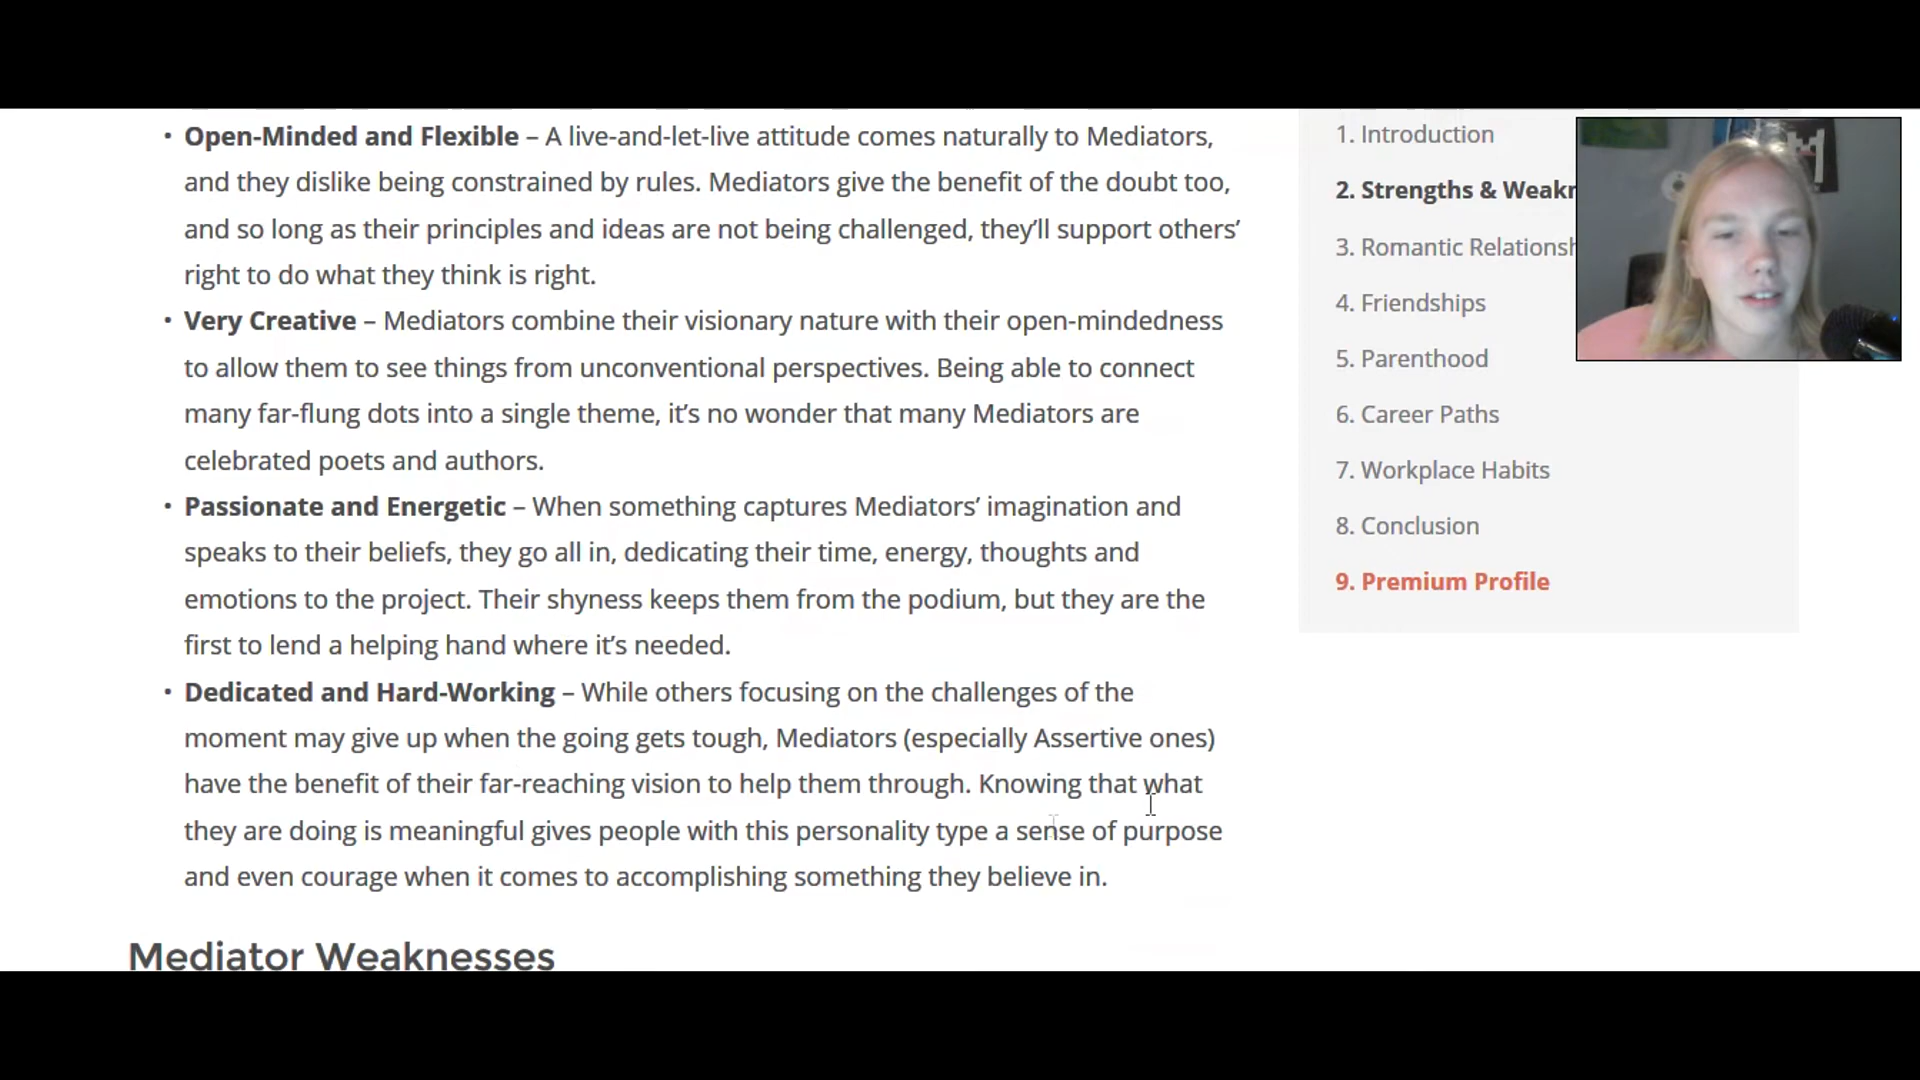 • Open-Minded and Flexible – A live-and-let-live attitude comes naturally to Mediators,
and they dislike being constrained by rules. Mediators give the benefit of the doubt too,
and so long as their principles and ideas are not being challenged, they’ll support others’
right to do what they think is right.
• Very Creative – Mediators combine their visionary nature with their open-mindedness
to allow them to see things from unconventional perspectives. Being able to connect
many far-flung dots into a single theme, it’s no wonder that many Mediators are
celebrated poets and authors.
• Passionate and Energetic – When something captures Mediators’ imagination and
speaks to their beliefs, they go all in, dedicating their time, energy, thoughts and
emotions to the project. Their shyness keeps them from the podium, but they are the
first to lend a helping hand where it’s needed.
• Dedicated and Hard-Working – While others focusing on the challenges of the
moment may give up when the going gets tough, Mediators (especially Assertive ones)
have the benefit of their far-reaching vision to help them through. Knowing that what
they are doing is meaningful gives people with this personality type a sense of purpose
and even courage when it comes to accomplishing something they believe in.
Mediator Weaknesses
1. Introduction
2. Strengths & Weakn
3. Romantic Relationsh
4. Friendships
5. Parenthood
6. Career Paths
7. Workplace Habits
8. Conclusion
9. Premium Profile